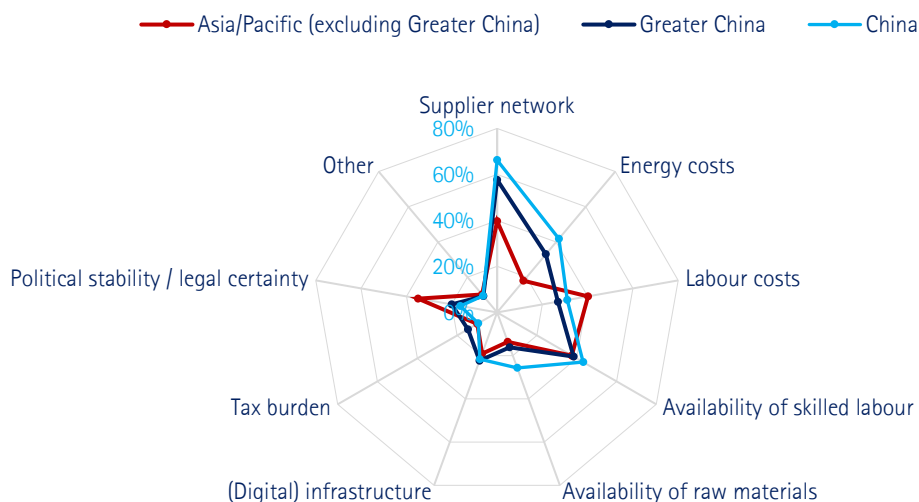 Asia/Pacific (excluding Greater China)
Greater China
China
Supplier network
80%
Other
Energy costs
60%
40%
Political stability / legal certainty
20%
Labour costs
0%
Tax burden
Availability of skilled labour
(Digital) infrastructure
Availability of raw materials